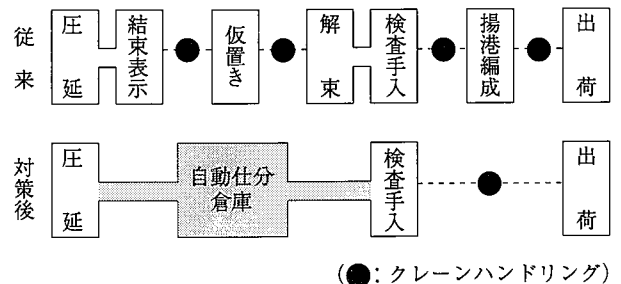 従来
圧延
結束表示
仮置き
解束
検査手入
揚港編成
出荷
対策後
圧延
自動仕分
倉庫
検査手入
出荷
(●: クレーンハンドリング)